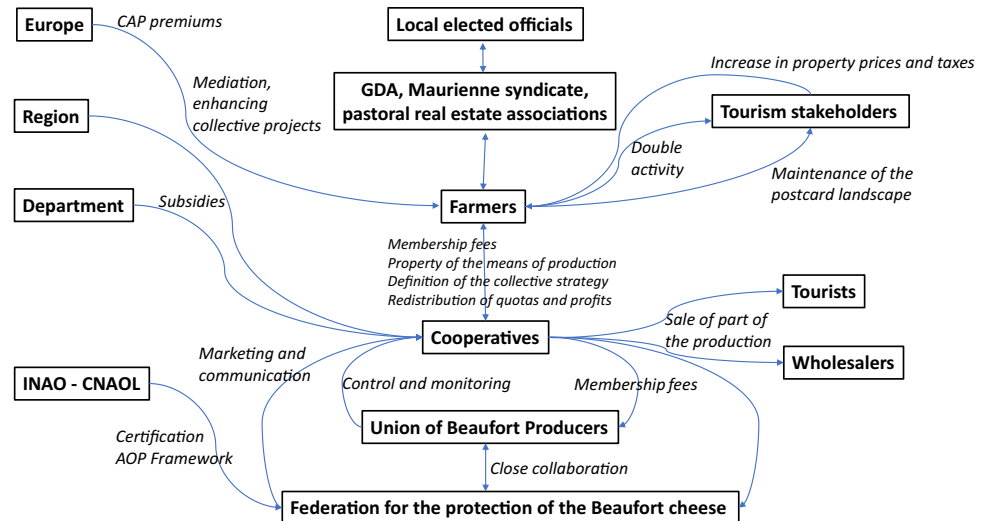 Europe
CAP premiums
Local elected officials
Increase in property prices and taxes
Mediation,
enhancing
collective projects
GDA, Maurienne syndicate,
pastoral real estate associations
Region
Tourism stakeholders
Double
activity
Maintenance of the
postcard landscape
Department
Subsidies
Farmers
Membership fees
Property of the means of production
Definition of the collective strategy
Redistribution of quotas and profits
Tourists
Cooperatives
Sale of part of
the production
Wholesalers
Marketing and
communication
INAO - CNAOL
Control and monitoring
Membership fees
Union of Beaufort Producers
Certification
AOP Framework
Close collaboration
Federation for the protection of the Beaufort cheese